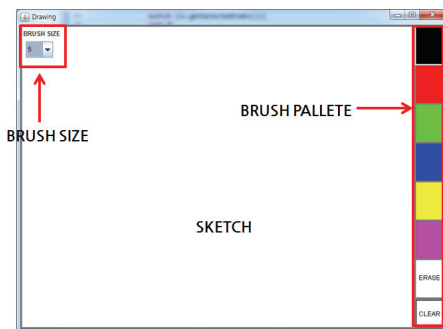 Drawing
BRUSH SIZE
5
BRUSH PALLETE
BRUSH SIZE
SKETCH
ERASE
CLEAR